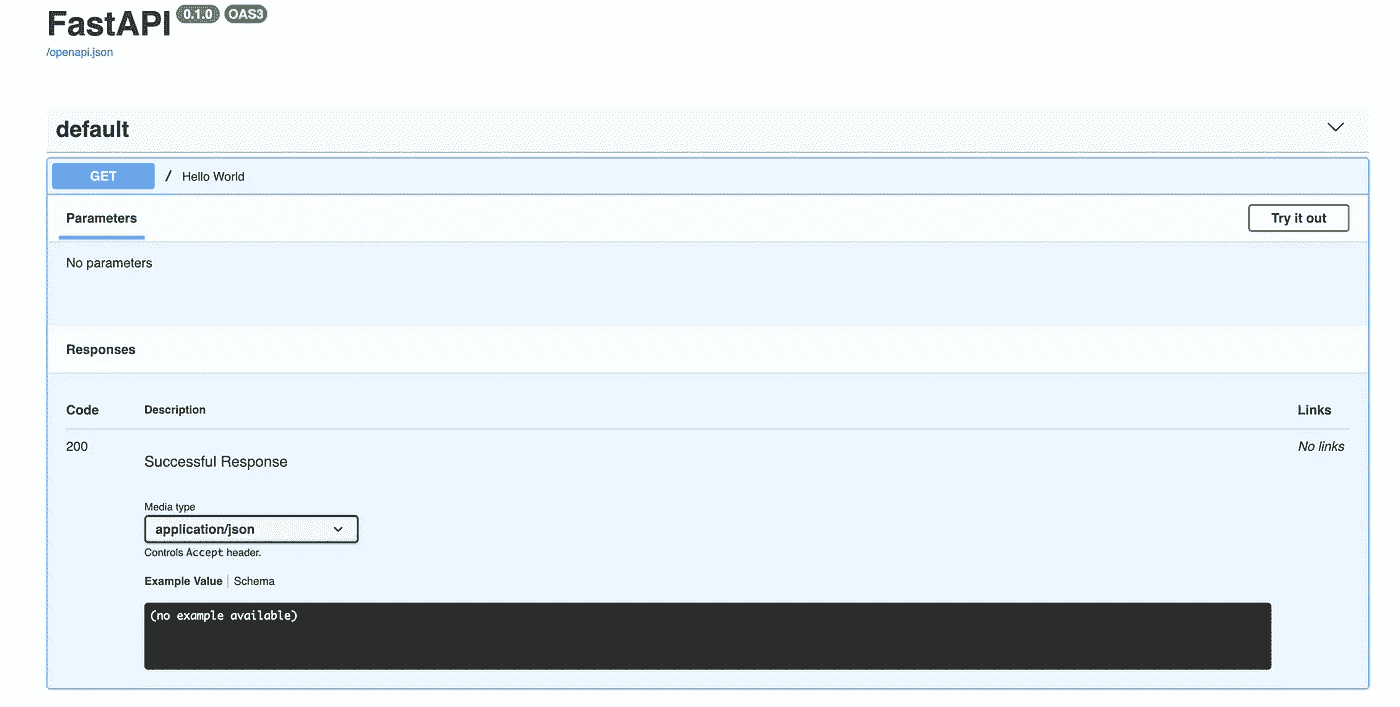 FastAPI 0.1.0 OAS3
/openapi.json
default
GET / Hello World
Parameters Try it out
No parameters
Responses
Code Description Links
200 No links
Successful Response
Media type
application/json
Controls Accept header.
Example Value Schema
(no example available)